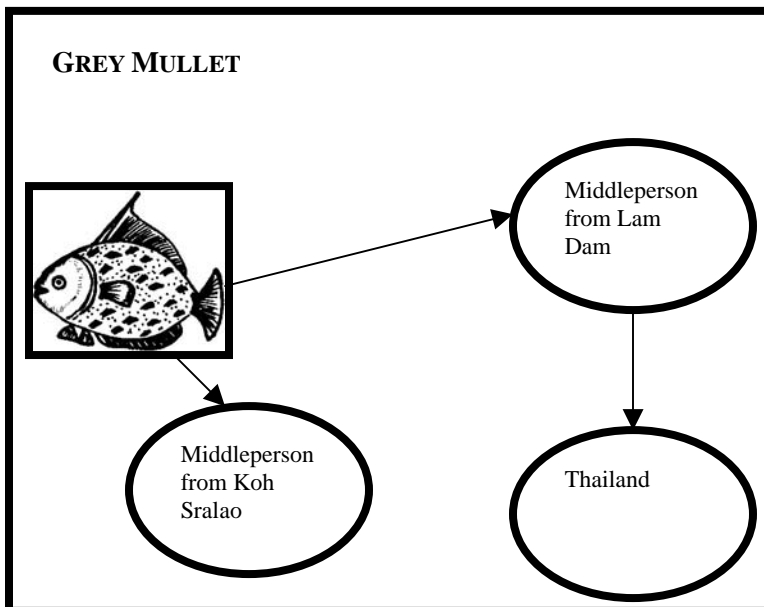 GREY MULLET
Middleperson
from Lam
Dam
Middleperson
from Koh
Sralao
Thailand